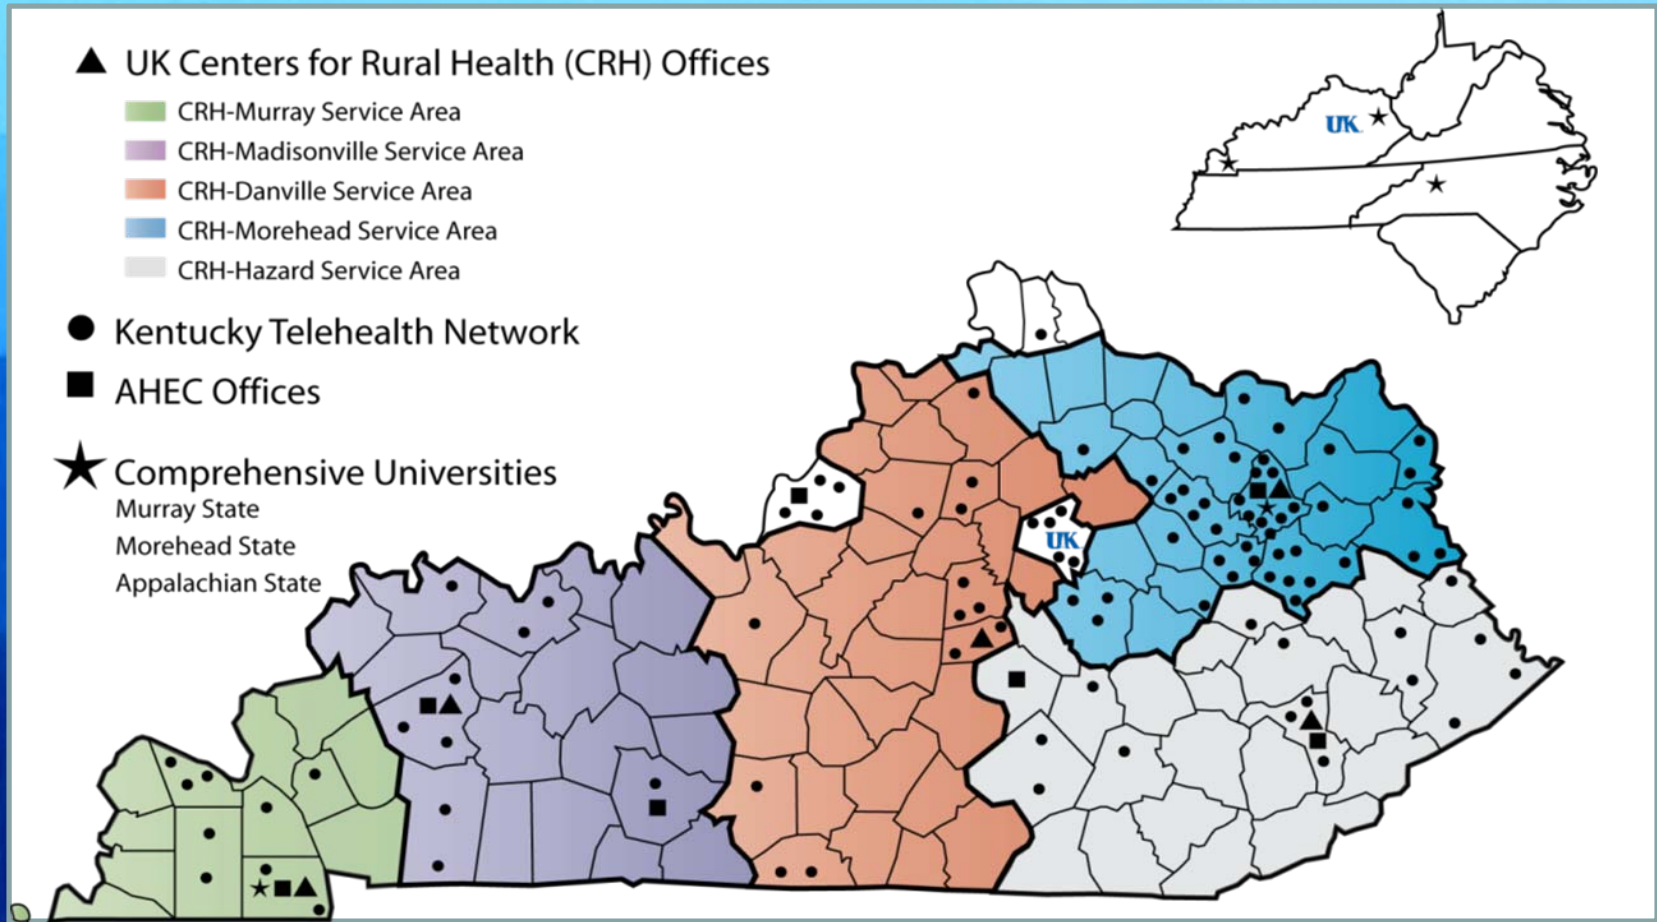 UK Centers for Rural Health (CRH) Offices
CRH-Murray Service Area
CRH-Madisonville Service Area
CRH-Danville Service Area
CRH-Morehead Service Area
CRH-Hazard Service Area
Kentucky Telehealth Network
AHEC Offices
Comprehensive Universities
Murray State
Morehead State
Appalachian State
UK
UK